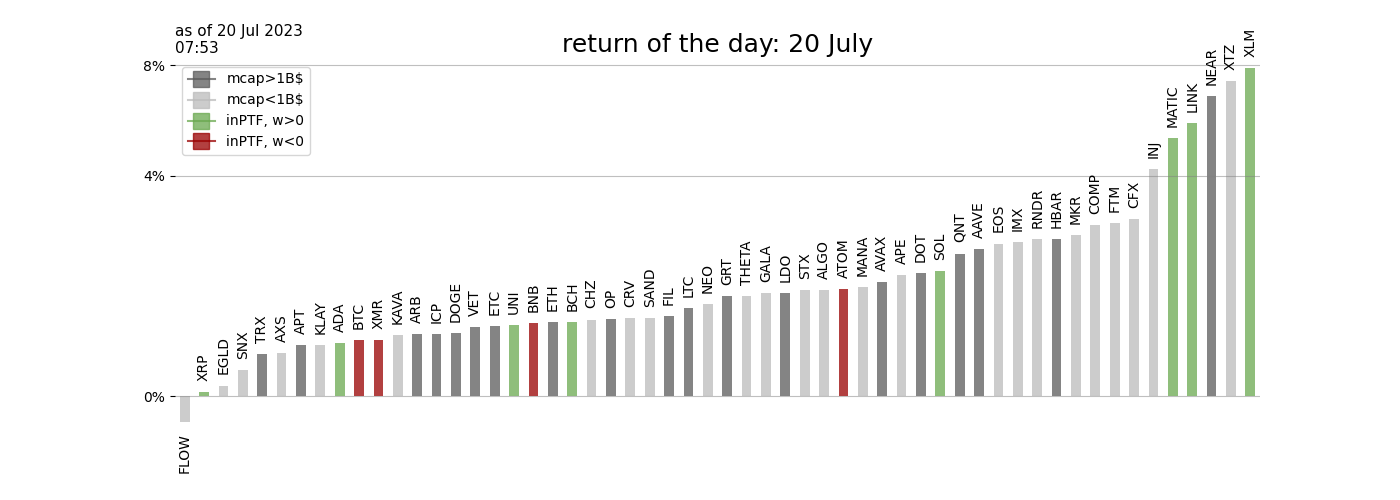 as of 20 Jul 2023
07:53
return of the day: 20 July
8%
4%
0%
mcap>1B$
mcap<1B$
inPTF, w>0
inPTF, w<0
FLOW
XRP
EGLD
SNX
TRX
AXS
APT
KLAY
ADA
BTC
XMR
KAVA
ARB
ICP
DOGE
VET
ETC
UNI
BNB
ETH
BCH
CHZ
OP
CRV
SAND
FIL
LTC
NEO
GRT
THETA
GALA
LDO
STX
ALGO
ATOM
MANA
AVAX
APE
DOT
SOL
QNT
AAVE
EOS
IMX
RNDR
HBAR
MKR
COMP
FTM
CFX
INJ
MATIC
LINK
NEAR
XTZ
XLM